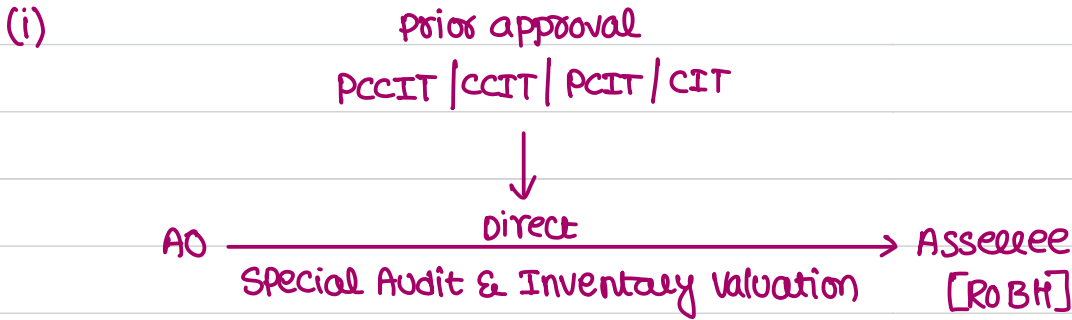 (i) Prior approval
PCCIT / CCIT / PCIT / CIT
AO Direct Assessee
Special Audit & Inventory Valuation [ROBH]